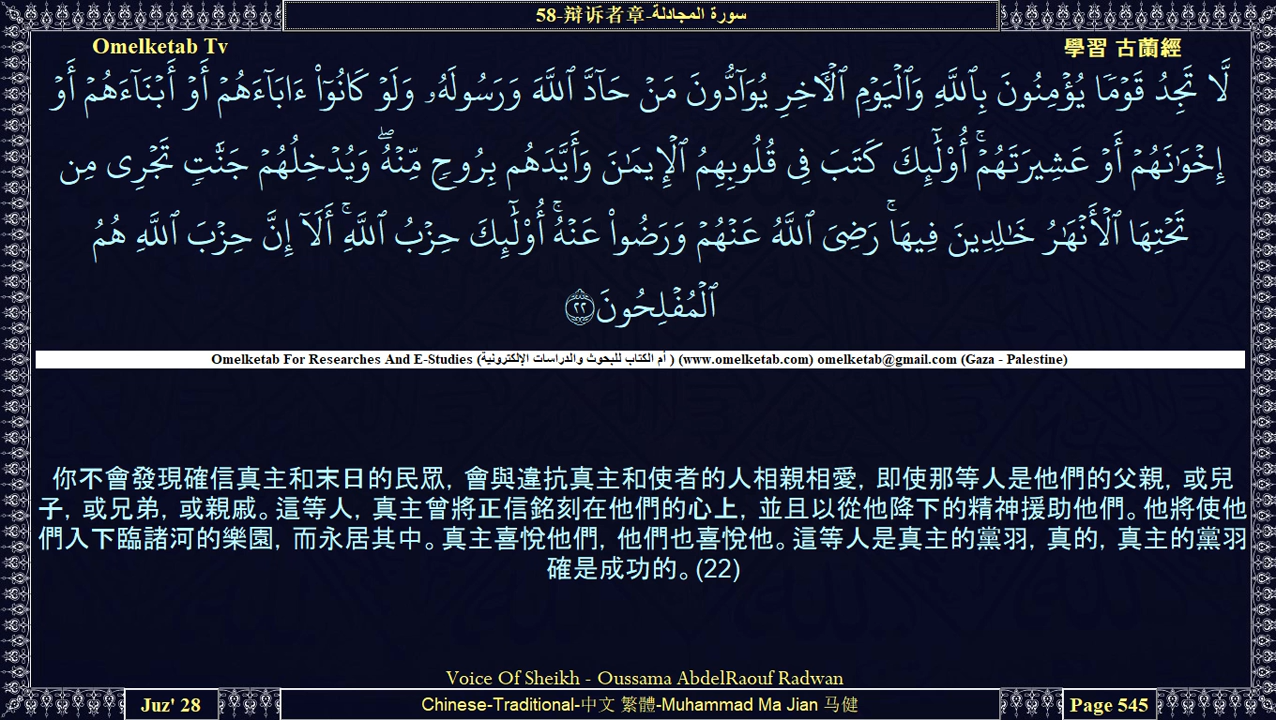 58-辩诉者章-سورة المجادلة
Omelketab Tv
學習 古蘭經
لَّا تَجِدُ قَوْمًا يُؤْمِنُونَ بِٱللَّهِ وَٱلْيَوْمِ ٱلْـَٔاخِرِ يُوَآدُّونَ مَنْ حَآدَّ ٱللَّهَ وَرَسُولَهُۥ وَلَوْ كَانُوٓا۟ ءَابَآءَهُمْ أَوْ أَبْنَآءَهُمْ أَوْ
إِخْوَٰنَهُمْ أَوْ عَشِيرَتَهُمْ ۚ أُو۟لَٰٓئِكَ كَتَبَ فِى قُلُوبِهِمُ ٱلْإِيمَٰنَ وَأَيَّدَهُم بِرُوحٍ مِّنْهُ ۖ وَيُدْخِلُهُمْ جَنَّٰتٍ تَجْرِى مِن
تَحْتِهَا ٱلْأَنْهَٰرُ خَٰلِدِينَ فِيهَا ۚ رَضِىَ ٱللَّهُ عَنْهُمْ وَرَضُوا۟ عَنْهُ ۚ أُو۟لَٰٓئِكَ حِزْبُ ٱللَّهِ ۚ أَلَآ إِنَّ حِزْبَ ٱللَّهِ هُمُ
ٱلْمُفْلِحُونَ ﴿٢٢﴾
Omelketab For Researches And E-Studies (أم الكتاب للبحوث والدراسات الإلكترونية ) (www.omelketab.com) omelketab@gmail.com (Gaza - Palestine)
你不會發現確信真主和末日的民眾, 會與違抗真主和使者的人相親相愛, 即使那等人是他們的父親, 或兒
子, 或兄弟, 或親戚。這等人, 真主曾將正信銘刻在他們的心上, 並且以從他降下的精神援助他們。他將使他
們入下臨諸河的樂園, 而永居其中。真主喜悅他們, 他們也喜悅他。這等人是真主的黨羽, 真的, 真主的黨羽
確是成功的。(22)
Voice Of Sheikh - Oussama AbdelRaouf Radwan
Juz' 28
Chinese-Traditional-中文 繁體-Muhammad Ma Jian 马健
Page 545